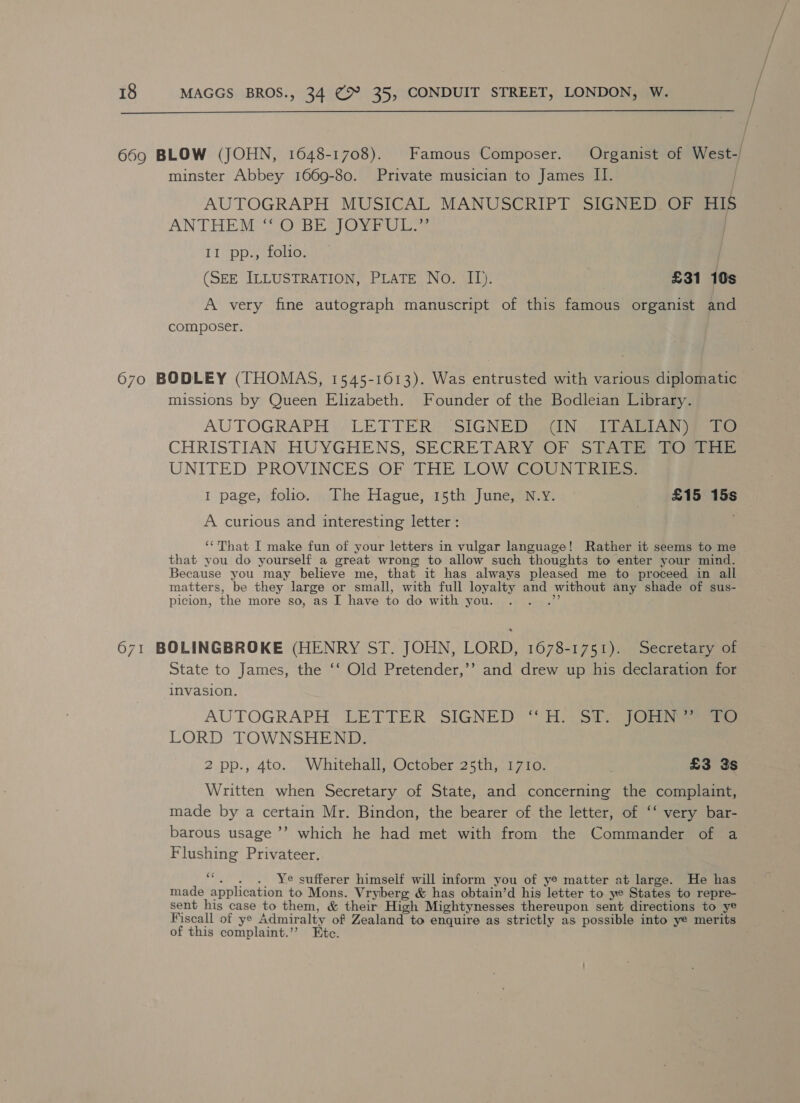 18 MAGGS BROS., 34 & 35, CONDUIT STREET, LONDON, W.
669 BLOW (JOHN, 1648-1708). Famous Composer. Organist of West-
minster Abbey 1669-80. Private musician to James II.
AUTOGRAPH MUSICAL MANUSCRIPT SIGNED OF HIS
ANTHEM “ O BE JOYFUL.”
11 pp., folio.
(SEE ILLUSTRATION, PLATE No. II). £31 10s
A very fine autograph manuscript of this famous organist and
composer.
670 BODLEY (THOMAS, 1545-1613). Was entrusted with various diplomatic
missions by Queen Elizabeth. Founder of the Bodleian Library.
AUTOGRAPH LETTER SIGNED (IN ITALIAN) TO
CHRISTIAN HUYGHENS, SECRETARY OF STATE TO THE
UNITED PROVINCES OF THE LOW COUNTRIES.
1 page, folio. The Hague, 15th June, N.Y. £15 15s
A curious and interesting letter :
“ That I make fun of your letters in vulgar language! Rather it seems to me
that you do yourself a great wrong to allow such thoughts to enter your mind.
Because you may believe me, that it has always pleased me to proceed in all
matters, be they large or small, with full loyalty and without any shade of sus-
picion, the more so, as I have to do with you. . . .”
671 BOLINGBROKE (HENRY ST. JOHN, LORD, 1678-1751). Secretary of
State to James, the “ Old Pretender,” and drew up his declaration for
invasion.
AUTOGRAPH LETTER SIGNED “ H. ST. JOHN ” TO
LORD TOWNSHEND.
2 pp., 4to. Whitehall, October 25th, 1710. £3 3s
Written when Secretary of State, and concerning the complaint,
made by a certain Mr. Bindon, the bearer of the letter, of “ very bar-
barous usage ” which he had met with from the Commander of a
Flushing Privateer.
“. . . Ye sufferer himself will inform you of ye matter at large. He has
made application to Mons. Vryberg & has obtain’d his letter to ye States to repre-
sent his case to them, & their High Mightynesses thereupon sent directions to ye
Fiscall of ye Admiralty of Zealand to enquire as strictly as possible into ye merits
of this complaint.” Etc.